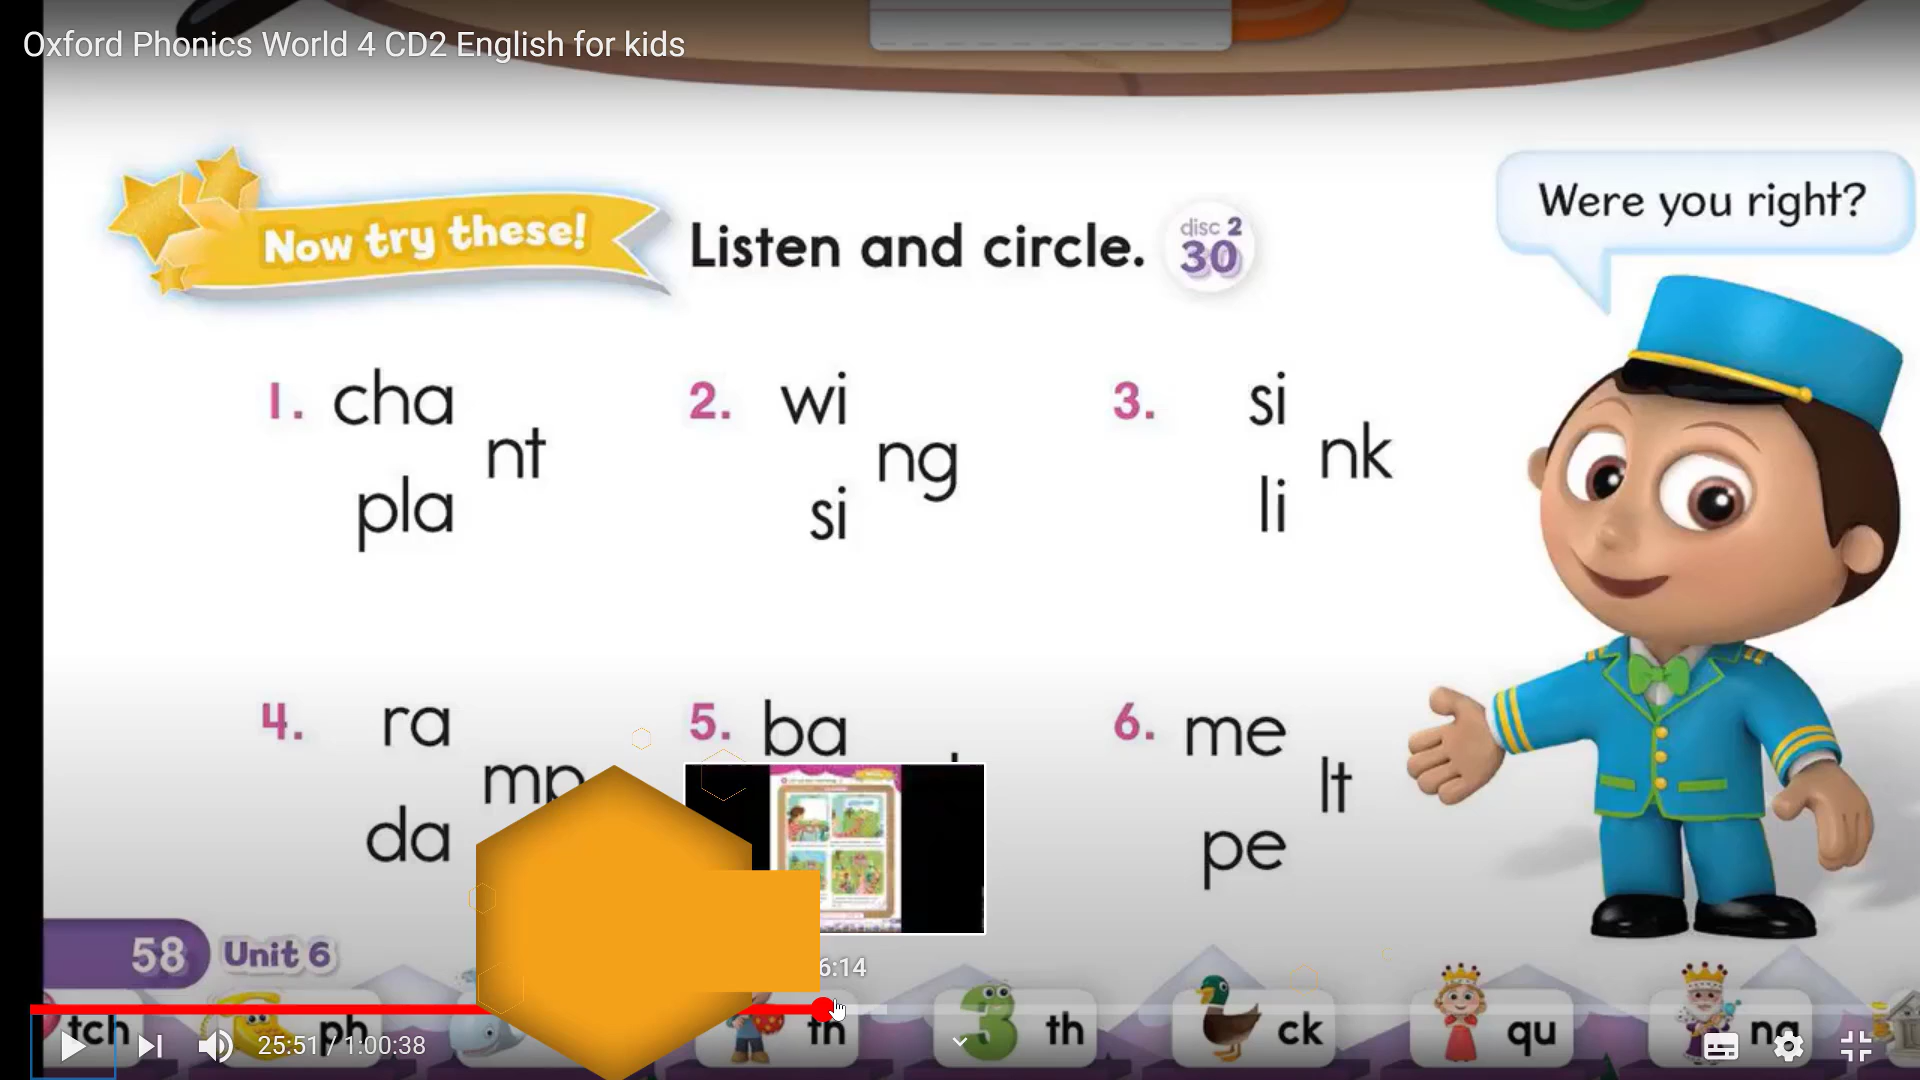 Oxford Phonics World 4 CD2 English for kids
Now try these!
Listen and circle.
disc 2
30
Were you right?
1. cha
pla
nt
2. wi
si
ng
3. si
li
nk
4. ra
da
mp
5. ba
6. me
pe
lt
58 Unit 6
6:14
tch
ph
th
th
ck
qu
ng
25:51 / 1:00:38